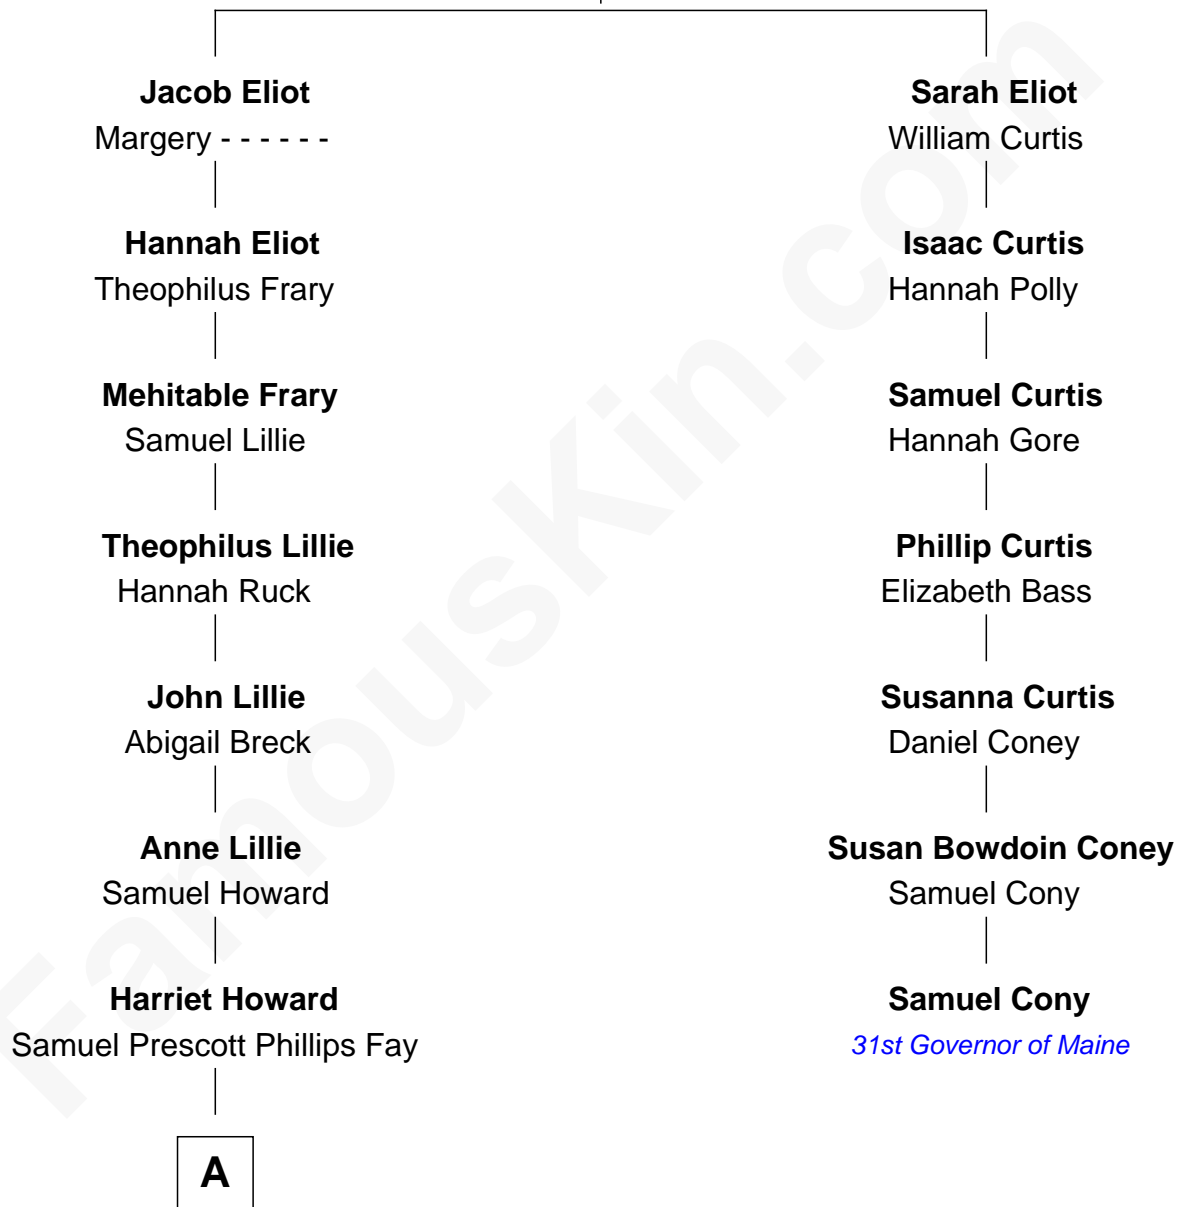 Jacob Eliot
Margery - - - - - -
Hannah Eliot
Theophilus Frary
Mehitable Frary
Samuel Lillie
Theophilus Lillie
Hannah Ruck
John Lillie
Abigail Breck
Anne Lillie
Samuel Howard
Harriet Howard
Samuel Prescott Phillips Fay
A
Sarah Eliot
William Curtis
Isaac Curtis
Hannah Polly
Samuel Curtis
Hannah Gore
Phillip Curtis
Elizabeth Bass
Susanna Curtis
Daniel Coney
Susan Bowdoin Coney
Samuel Cony
Samuel Cony
31st Governor of Maine
FamousKin.com